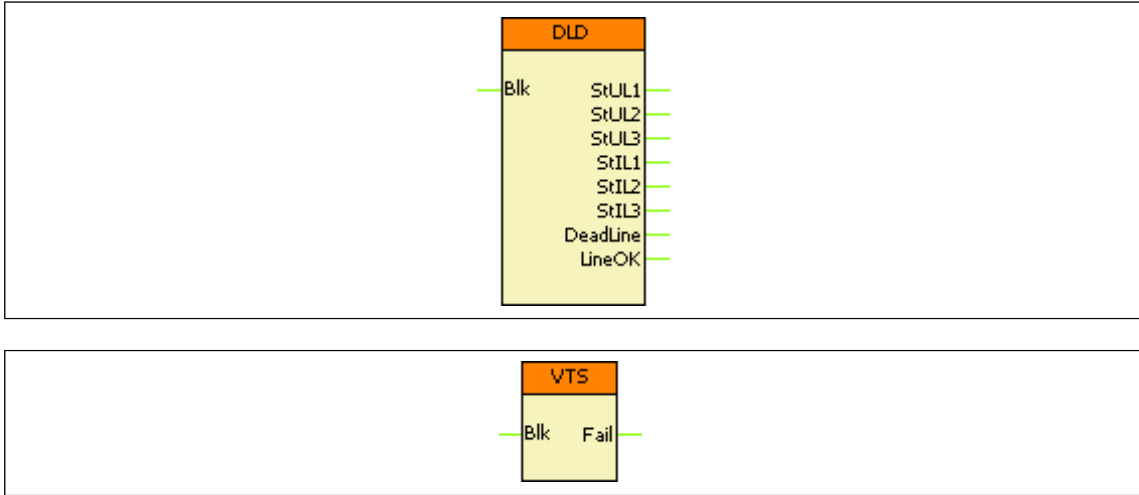 DLD
Blk StUL1
StUL2
StUL3
StIL1
StIL2
StIL3
DeadLine
LineOK
VTS
Blk Fail